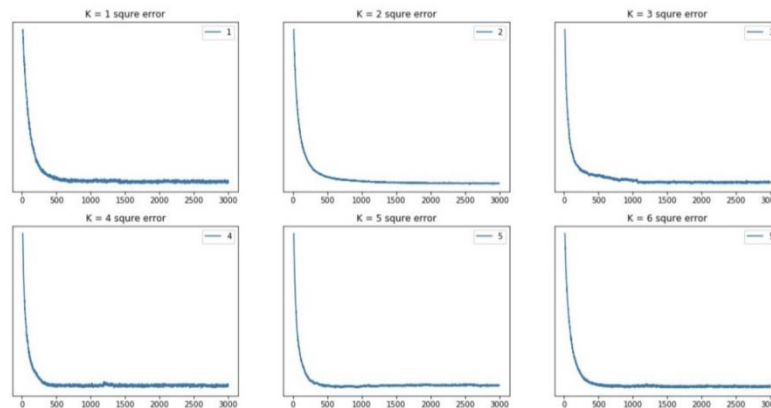 K = 1 squre error
K = 2 squre error
K = 3 squre error
1
2
0 500 1000 1500 2000 2500 3000
0 500 1000 1500 2000 2500 3000
0 500 1000 1500 2000 2500
K = 4 squre error
K = 5 squre error
K = 6 squre error
4
5
0 500 1000 1500 2000 2500 3000
0 500 1000 1500 2000 2500 3000
0 500 1000 1500 2000 2500